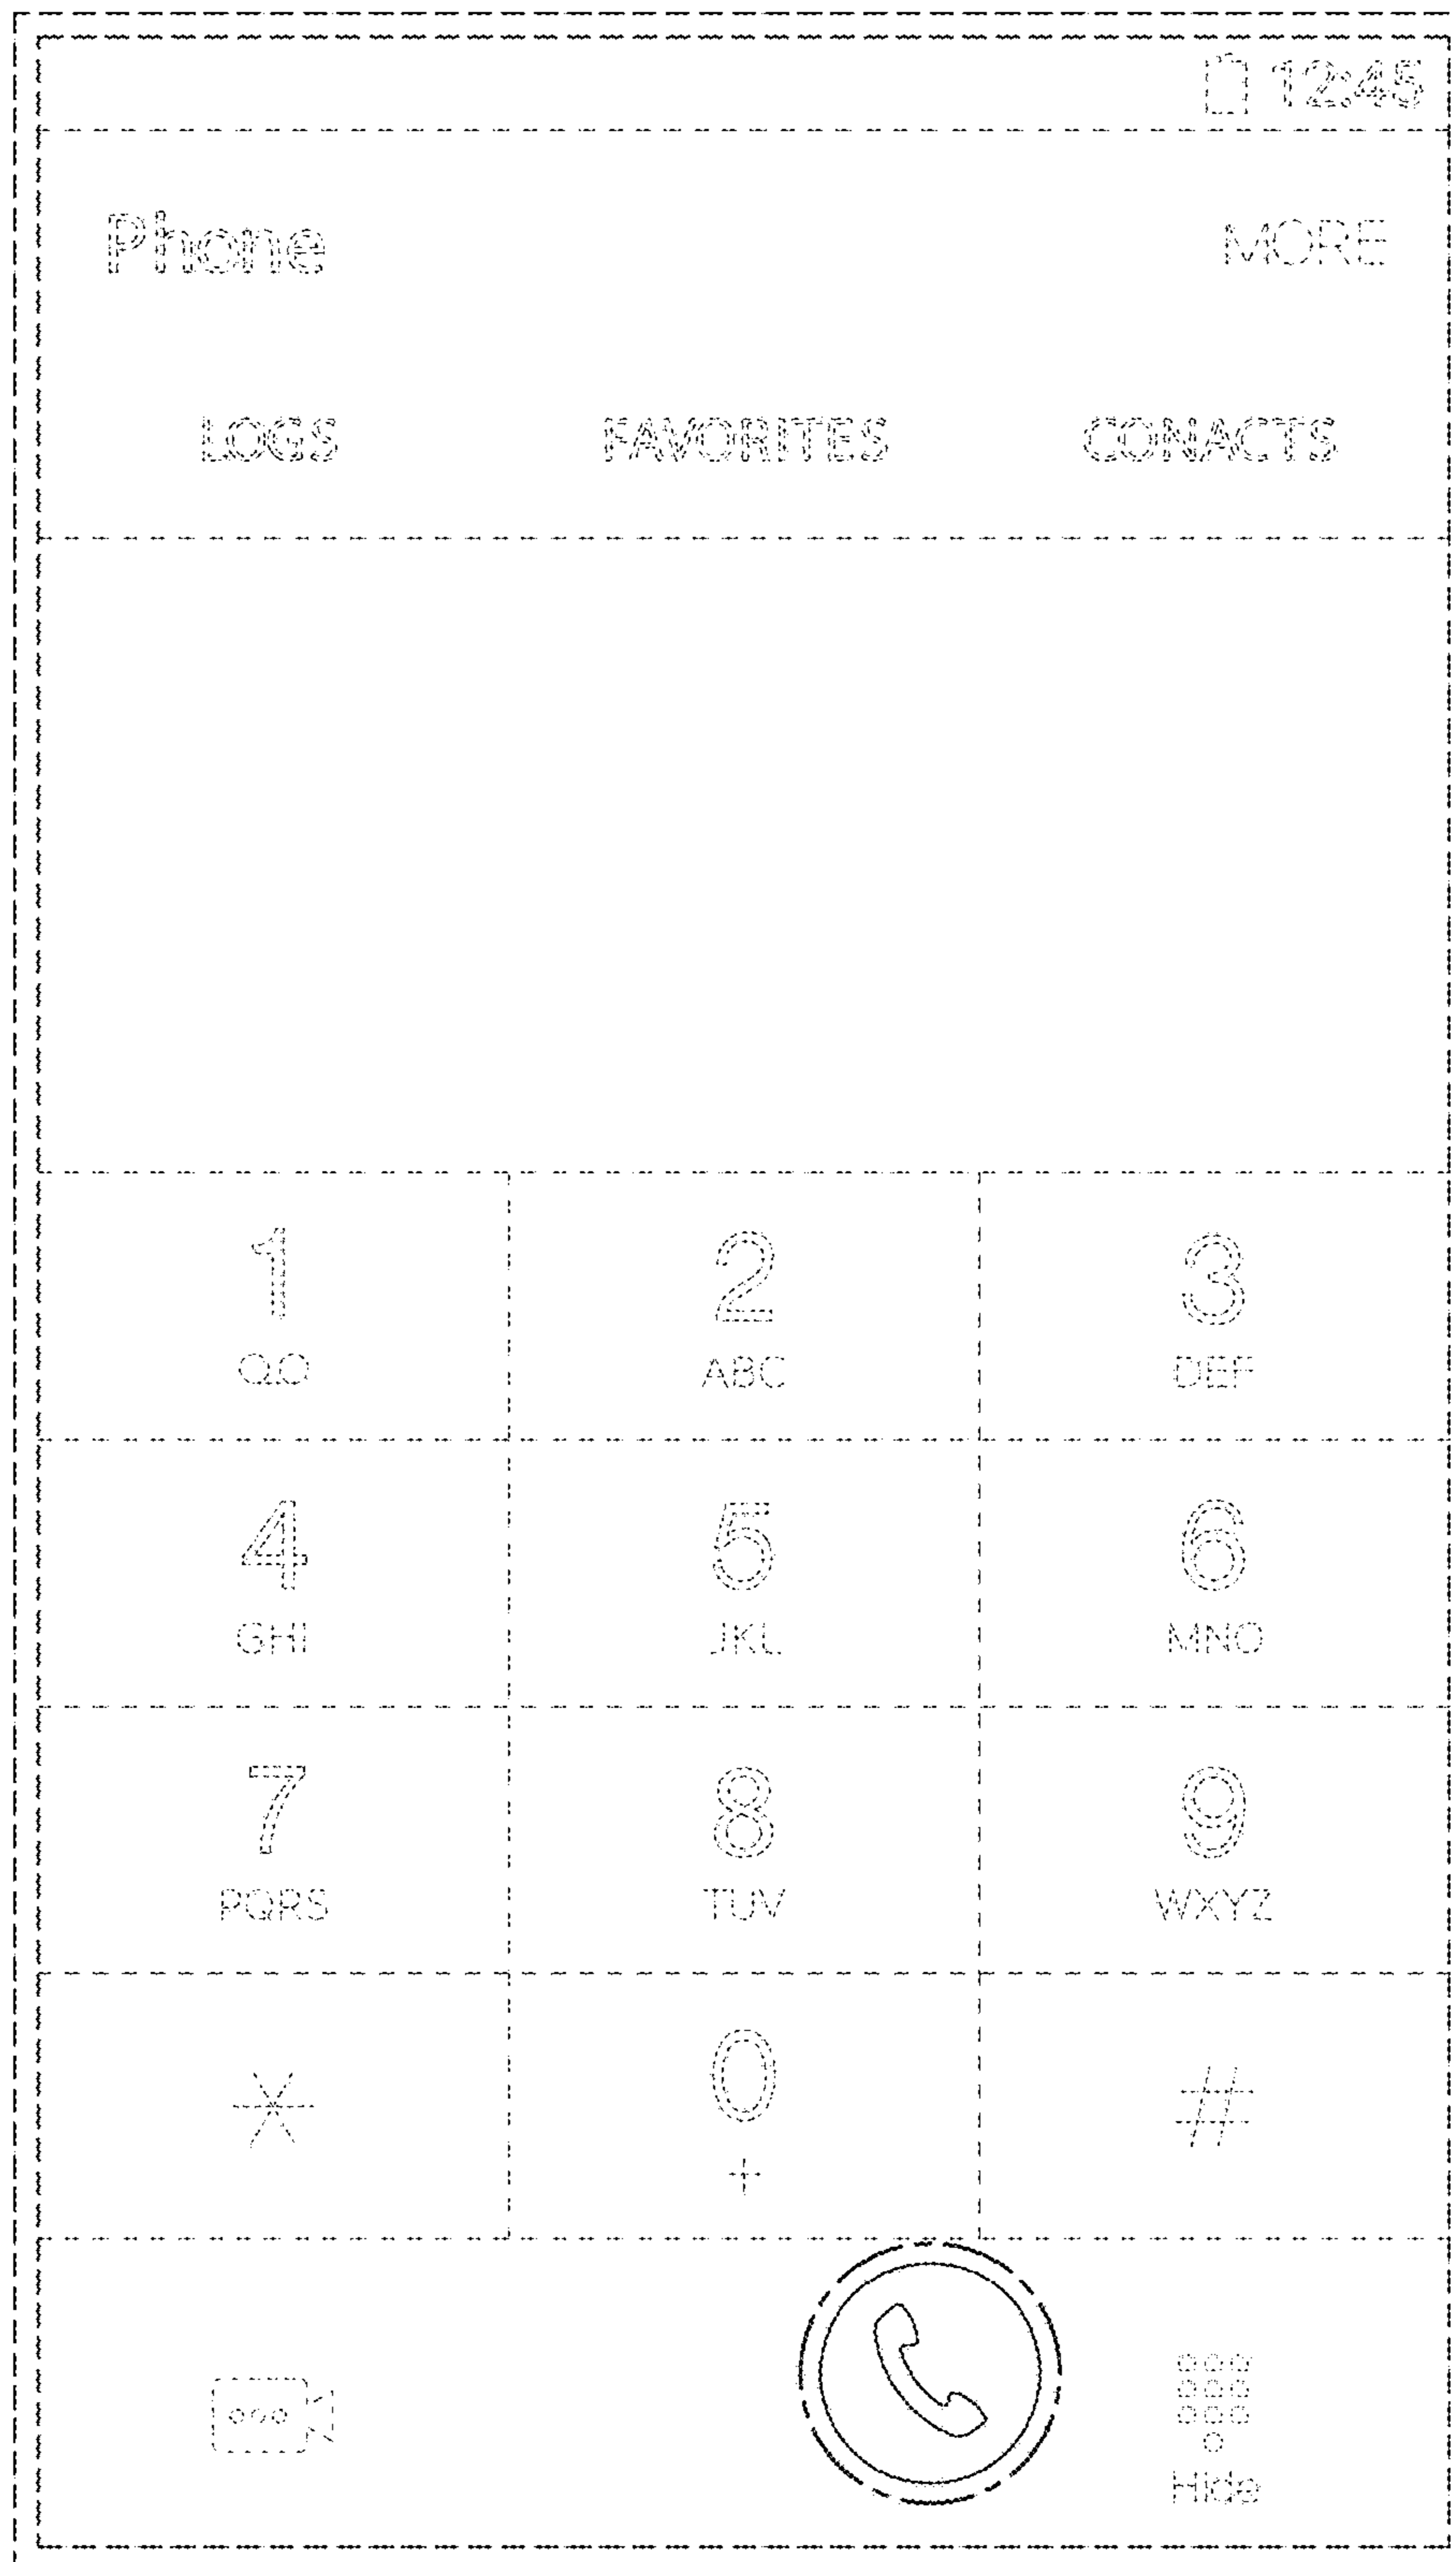 12:45
Phone MORE
LOGS FAVORITES CONACTS
1 2 3
ABC DEF
4 5 6
GHI JKL MNO
7 8 9
PQRS TUV WXYZ
* 0 #
+
Hide